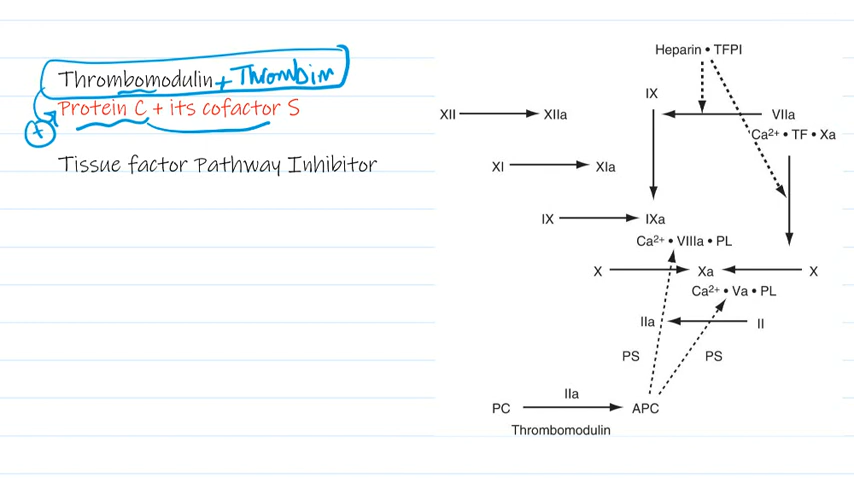 Thrombomodulin + Thrombin
Protein C + its cofactor S
+
Tissue factor Pathway Inhibitor
Heparin • TFPI
IX
XII XIIa VIIa
Ca²⁺ • TF • Xa
XI XIa
IX IXa
Ca²⁺ • VIIIa • PL
X Xa X
Ca²⁺ • Va • PL
IIa II
PS PS
IIa
PC APC
Thrombomodulin